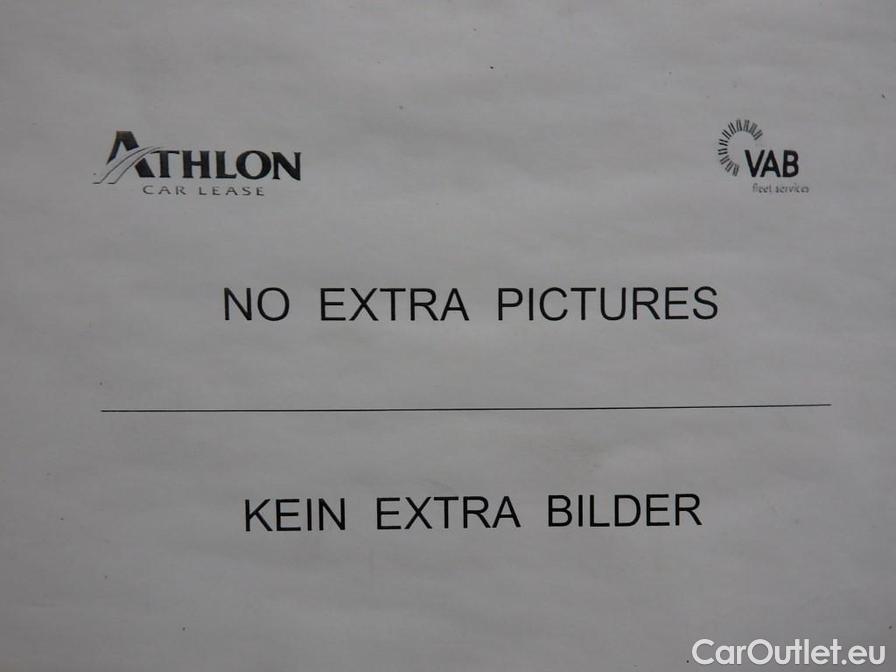 ATHLON
CAR LEASE
VAB
fleet services
NO EXTRA PICTURES
KEIN EXTRA BILDER
CarOutlet.eu